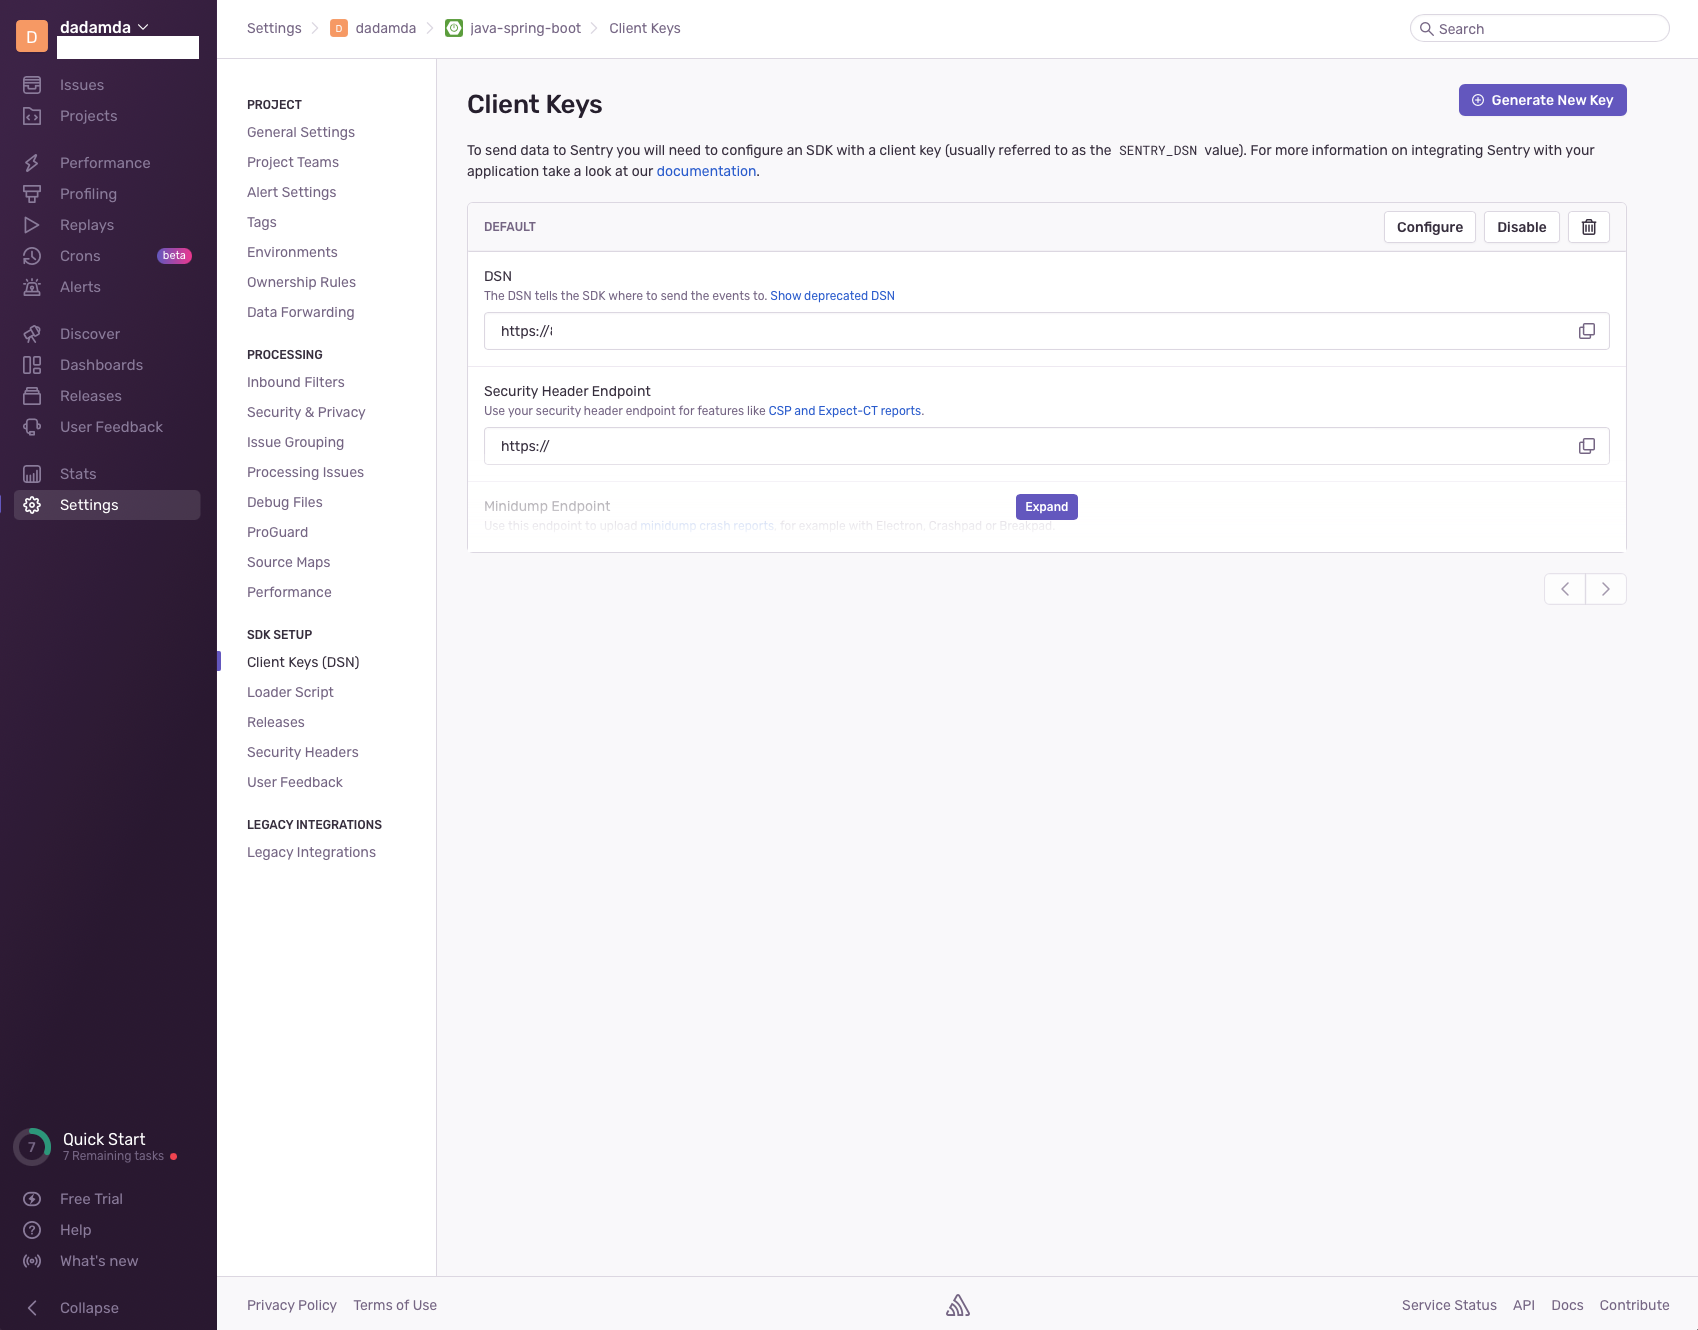 D
dadamda
Issues
Projects
Performance
Profiling
Replays
Crons beta
Alerts
Discover
Dashboards
Releases
User Feedback
Stats
Settings
7
Quick Start
7 Remaining tasks
Free Trial
Help
What's new
Collapse
Settings D dadamda java-spring-boot Client Keys
Search
PROJECT
General Settings
Project Teams
Alert Settings
Tags
Environments
Ownership Rules
Data Forwarding
PROCESSING
Inbound Filters
Security & Privacy
Issue Grouping
Processing Issues
Debug Files
ProGuard
Source Maps
Performance
SDK SETUP
Client Keys (DSN)
Loader Script
Releases
Security Headers
User Feedback
LEGACY INTEGRATIONS
Legacy Integrations
Client Keys
Generate New Key
To send data to Sentry you will need to configure an SDK with a client key (usually referred to as the SENTRY_DSN value). For more information on integrating Sentry with your
application take a look at our documentation.
DEFAULT
Configure Disable
DSN
The DSN tells the SDK where to send the events to. Show deprecated DSN
https://
Security Header Endpoint
Use your security header endpoint for features like CSP and Expect-CT reports.
https://
Minidump Endpoint
Expand
Use this endpoint to upload minidump crash reports, for example with Electron, Crashpad or Breakpad.
Privacy Policy Terms of Use
Service Status API Docs Contribute